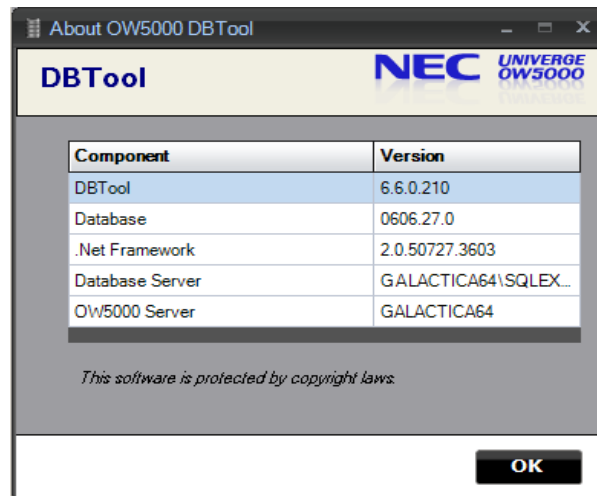 About OW5000 DBTool
DBTool
NEC UNIVERGE
OW5000
Component Version
DBTool 6.6.0.210
Database 0606.27.0
.Net Framework 2.0.50727.3603
Database Server GALACTICA64\SQLEX...
OW5000 Server GALACTICA64
This software is protected by copyright laws.
OK